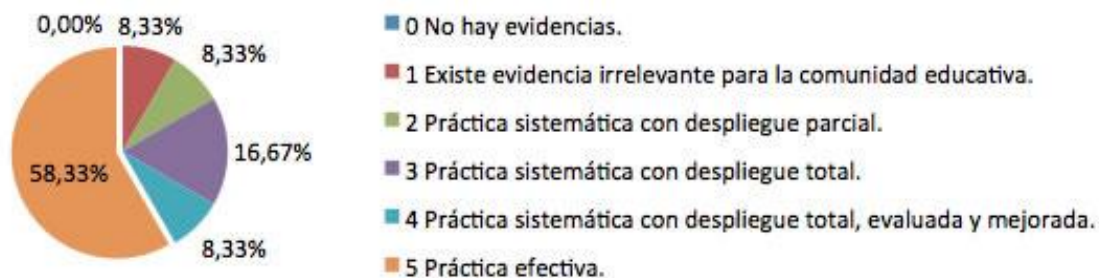 0,00% 8,33%
8,33%
16,67%
58,33%
8,33%
0 No hay evidencias.
1 Existe evidencia irrelevante para la comunidad educativa.
2 Práctica sistemática con despliegue parcial.
3 Práctica sistemática con despliegue total.
4 Práctica sistemática con despliegue total, evaluada y mejorada.
5 Práctica efectiva.